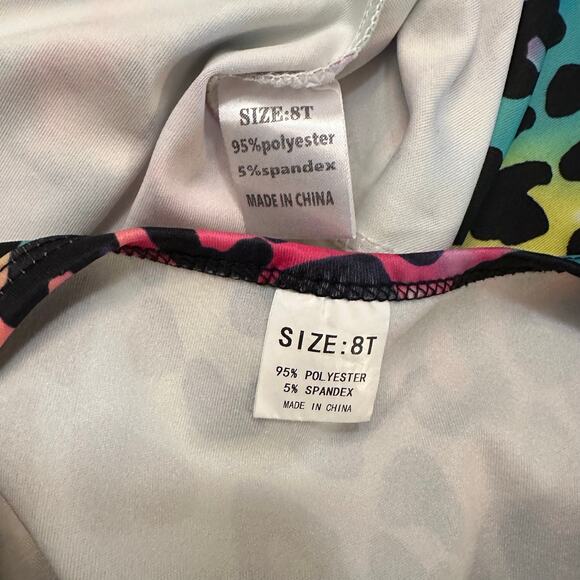 SIZE:8T
95%polyester
5%spandex
MADE IN CHINA
SIZE:8T
95% POLYESTER
5% SPANDEX
MADE IN CHINA